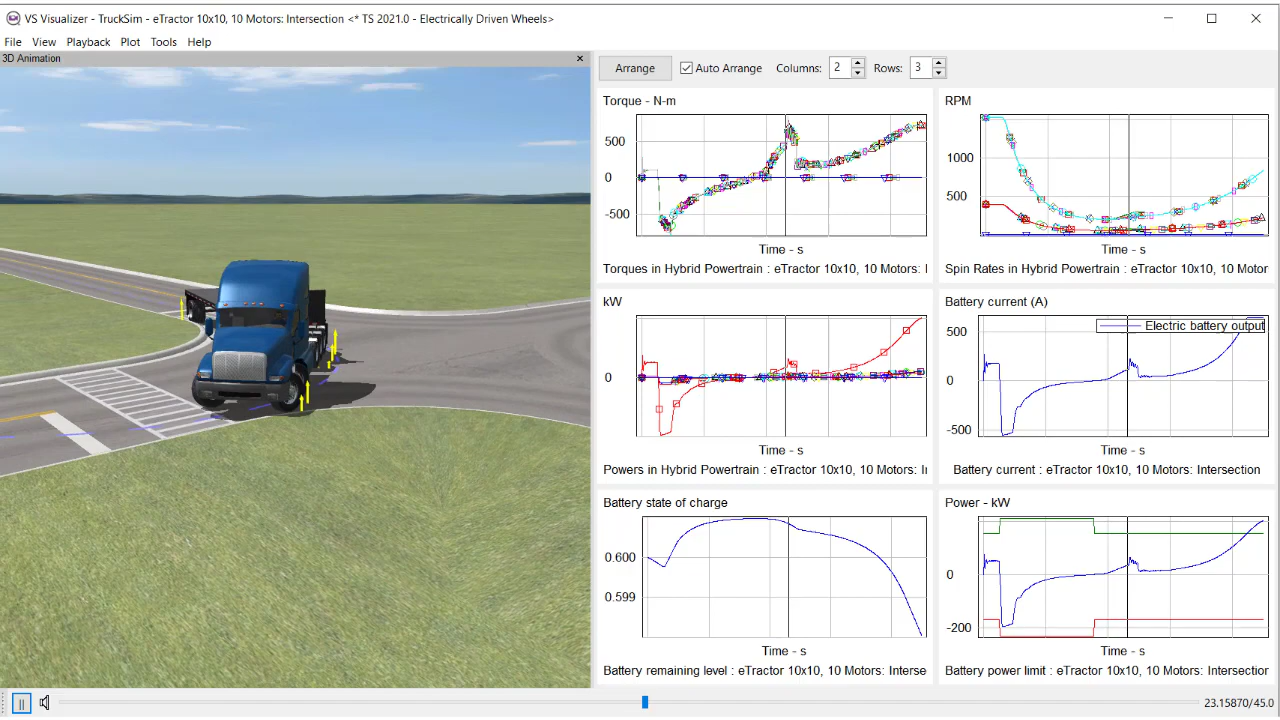 VS Visualizer - TruckSim - eTractor 10x10, 10 Motors: Intersection <* TS 2021.0 - Electrically Driven Wheels>
File View Playback Plot Tools Help
3D Animation
Arrange Auto Arrange Columns: 2 Rows: 3
Torque - N-m
500
0
-500
Time - s
Torques in Hybrid Powertrain : eTractor 10x10, 10 Motors: I
RPM
1000
500
Time - s
Spin Rates in Hybrid Powertrain : eTractor 10x10, 10 Motor
kW
0
Time - s
Powers in Hybrid Powertrain : eTractor 10x10, 10 Motors: I
Battery current (A)
Electric battery output
500
0
-500
Time - s
Battery current : eTractor 10x10, 10 Motors: Intersection
Battery state of charge
0.600
0.599
Time - s
Battery remaining level : eTractor 10x10, 10 Motors: Interse
Power - kW
0
-200
Time - s
Battery power limit : eTractor 10x10, 10 Motors: Intersection
23.15870/45.0